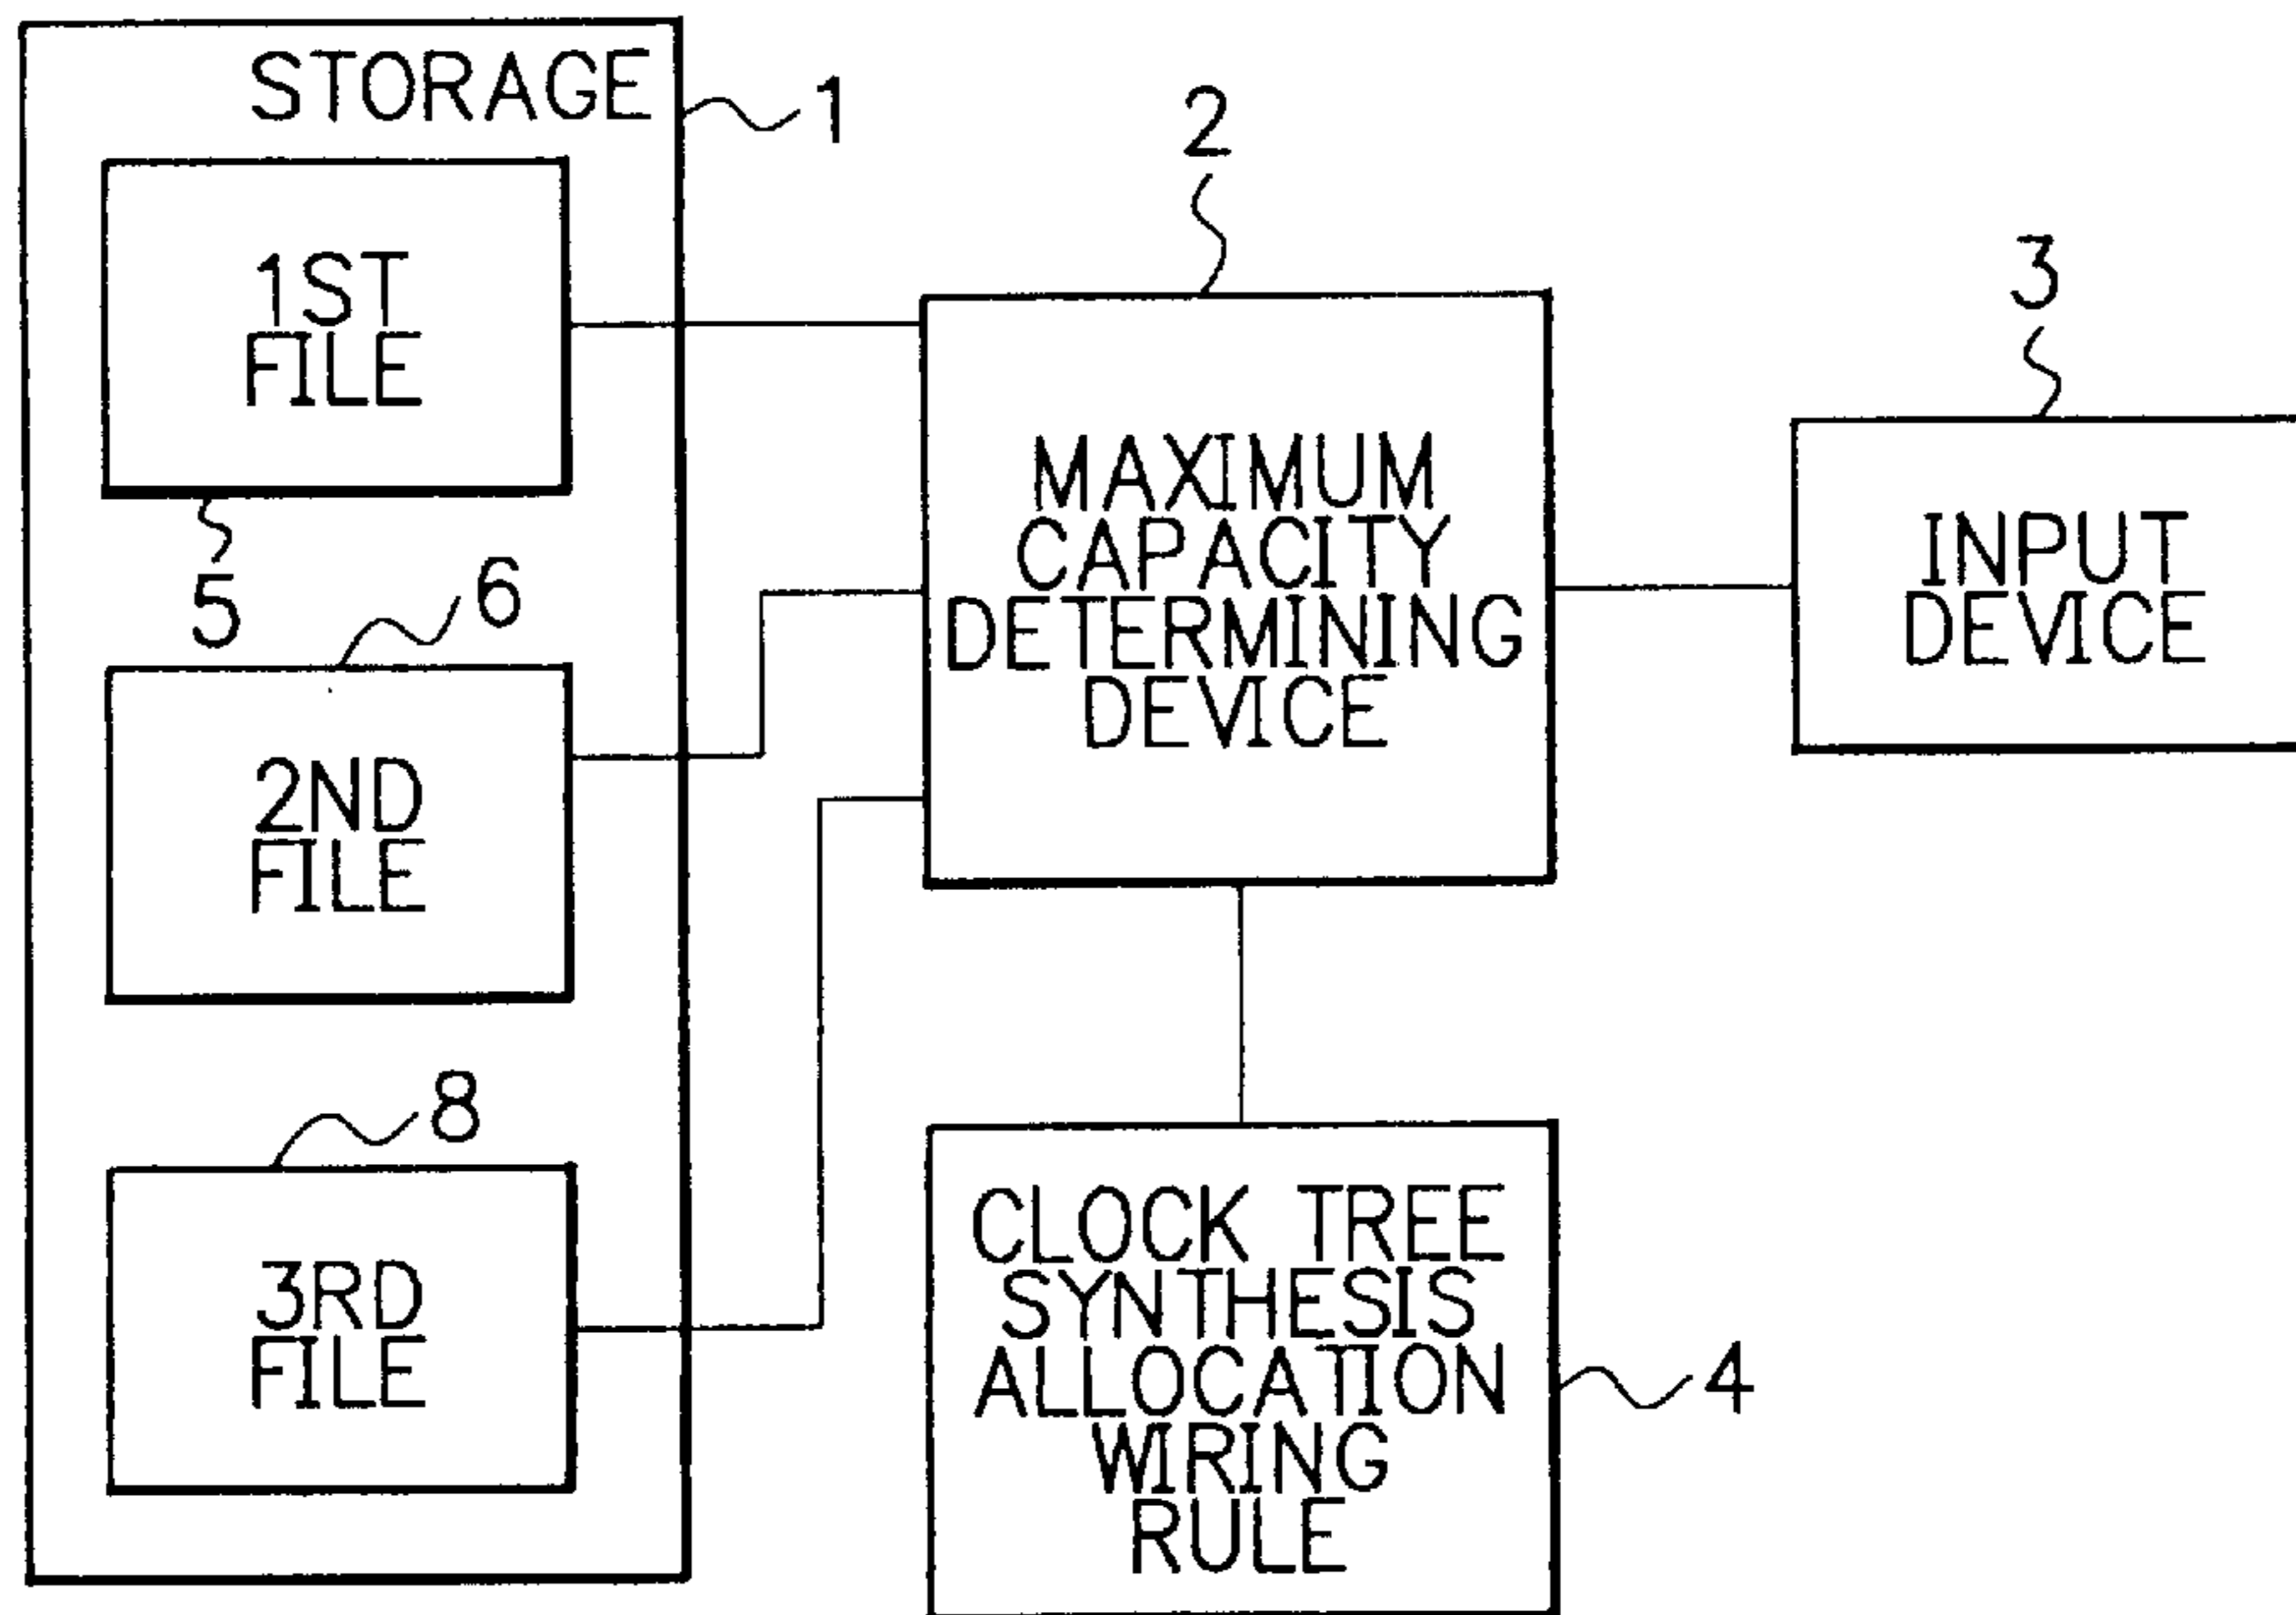 STORAGE
1
1ST
FILE
5
6
2ND
FILE
8
3RD
FILE
2
MAXIMUM
CAPACITY
DETERMINING
DEVICE
3
INPUT
DEVICE
CLOCK TREE
SYNTHESIS
ALLOCATION
WIRING
RULE
4